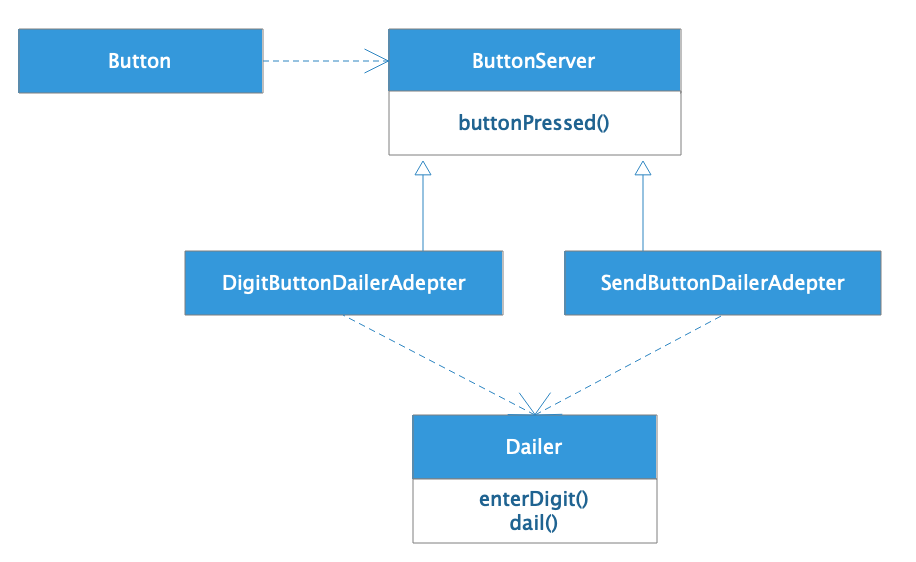 Button
ButtonServer
buttonPressed()
DigitButtonDailerAdepter
SendButtonDailerAdepter
Dailer
enterDigit()
dail()